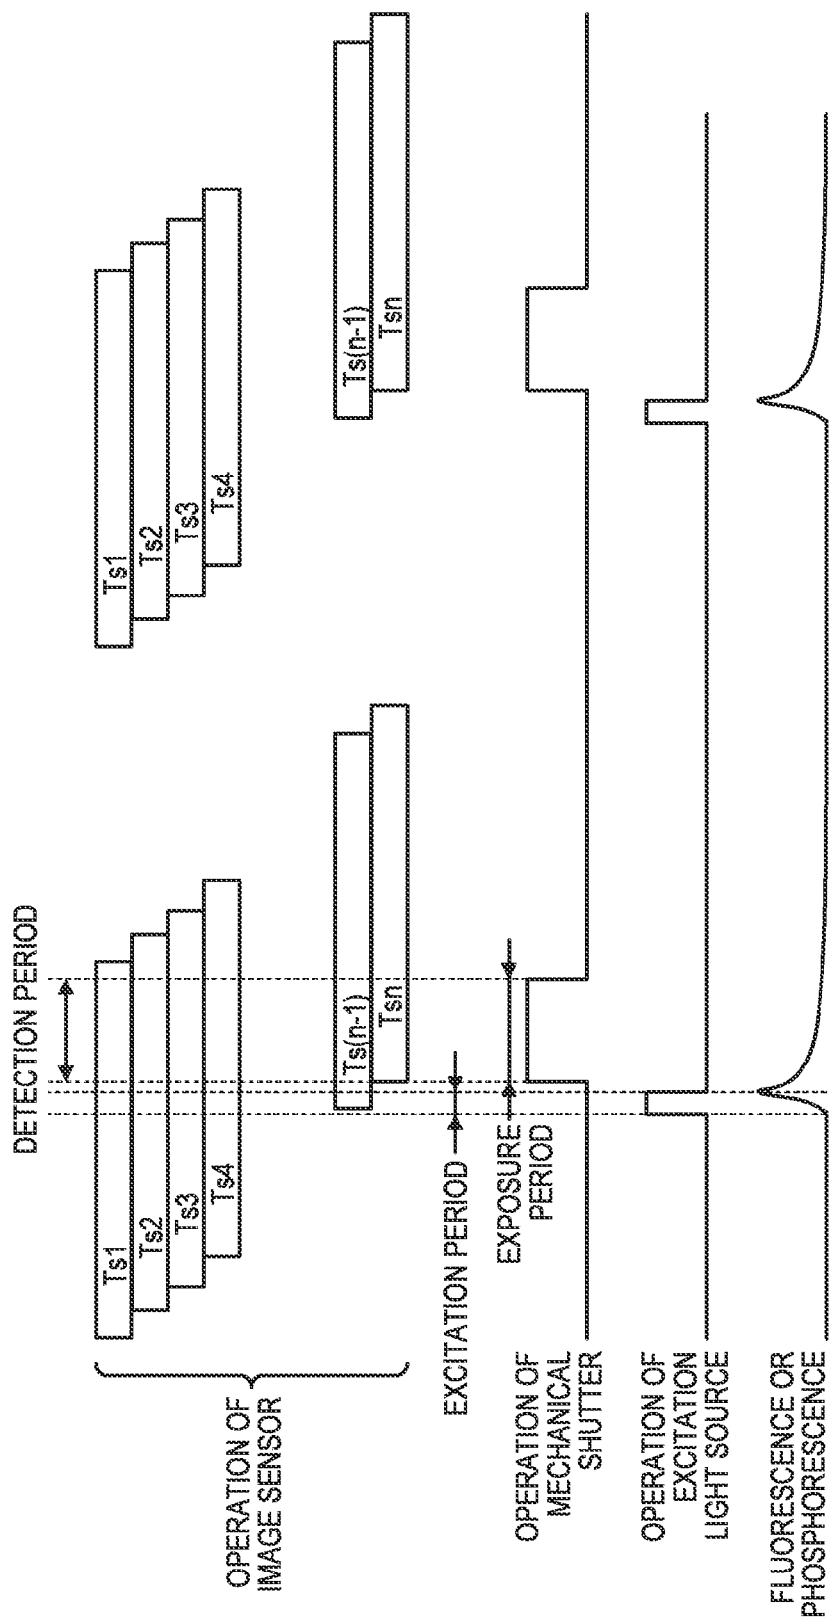 DETECTION PERIOD
OPERATION OF
IMAGE SENSOR
Ts1
Ts2
Ts3
Ts4
Ts(n-1)
Tsn
Ts1
Ts2
Ts3
Ts4
Ts(n-1)
Tsn
EXCITATION PERIOD
EXPOSURE
PERIOD
OPERATION OF
MECHANICAL
SHUTTER
OPERATION OF
EXCITATION
LIGHT SOURCE
FLUORESCENCE OR
PHOSPHORESCENCE